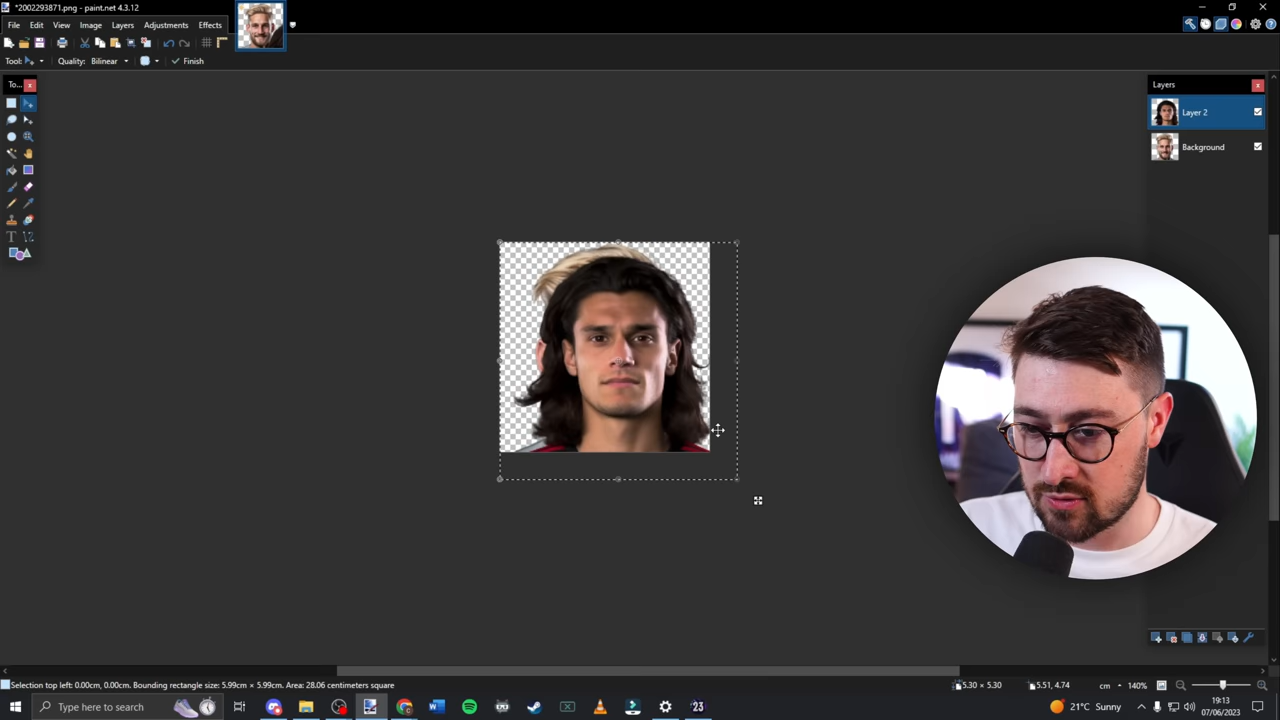 *2002293871.png - paint.net 4.3.12
File Edit View Image Layers Adjustments Effects
Tool: Quality: Bilinear Finish
To...
Layers
Layer 2
Background
T
Selection top left: 0.00cm, 0.00cm. Bounding rectangle size: 5.99cm × 5.99cm. Area: 28.06 centimeters square
5.30 × 5.30
5.51, 4.74
cm
140%
Type here to search
23
21°C Sunny
19:13
07/06/2023